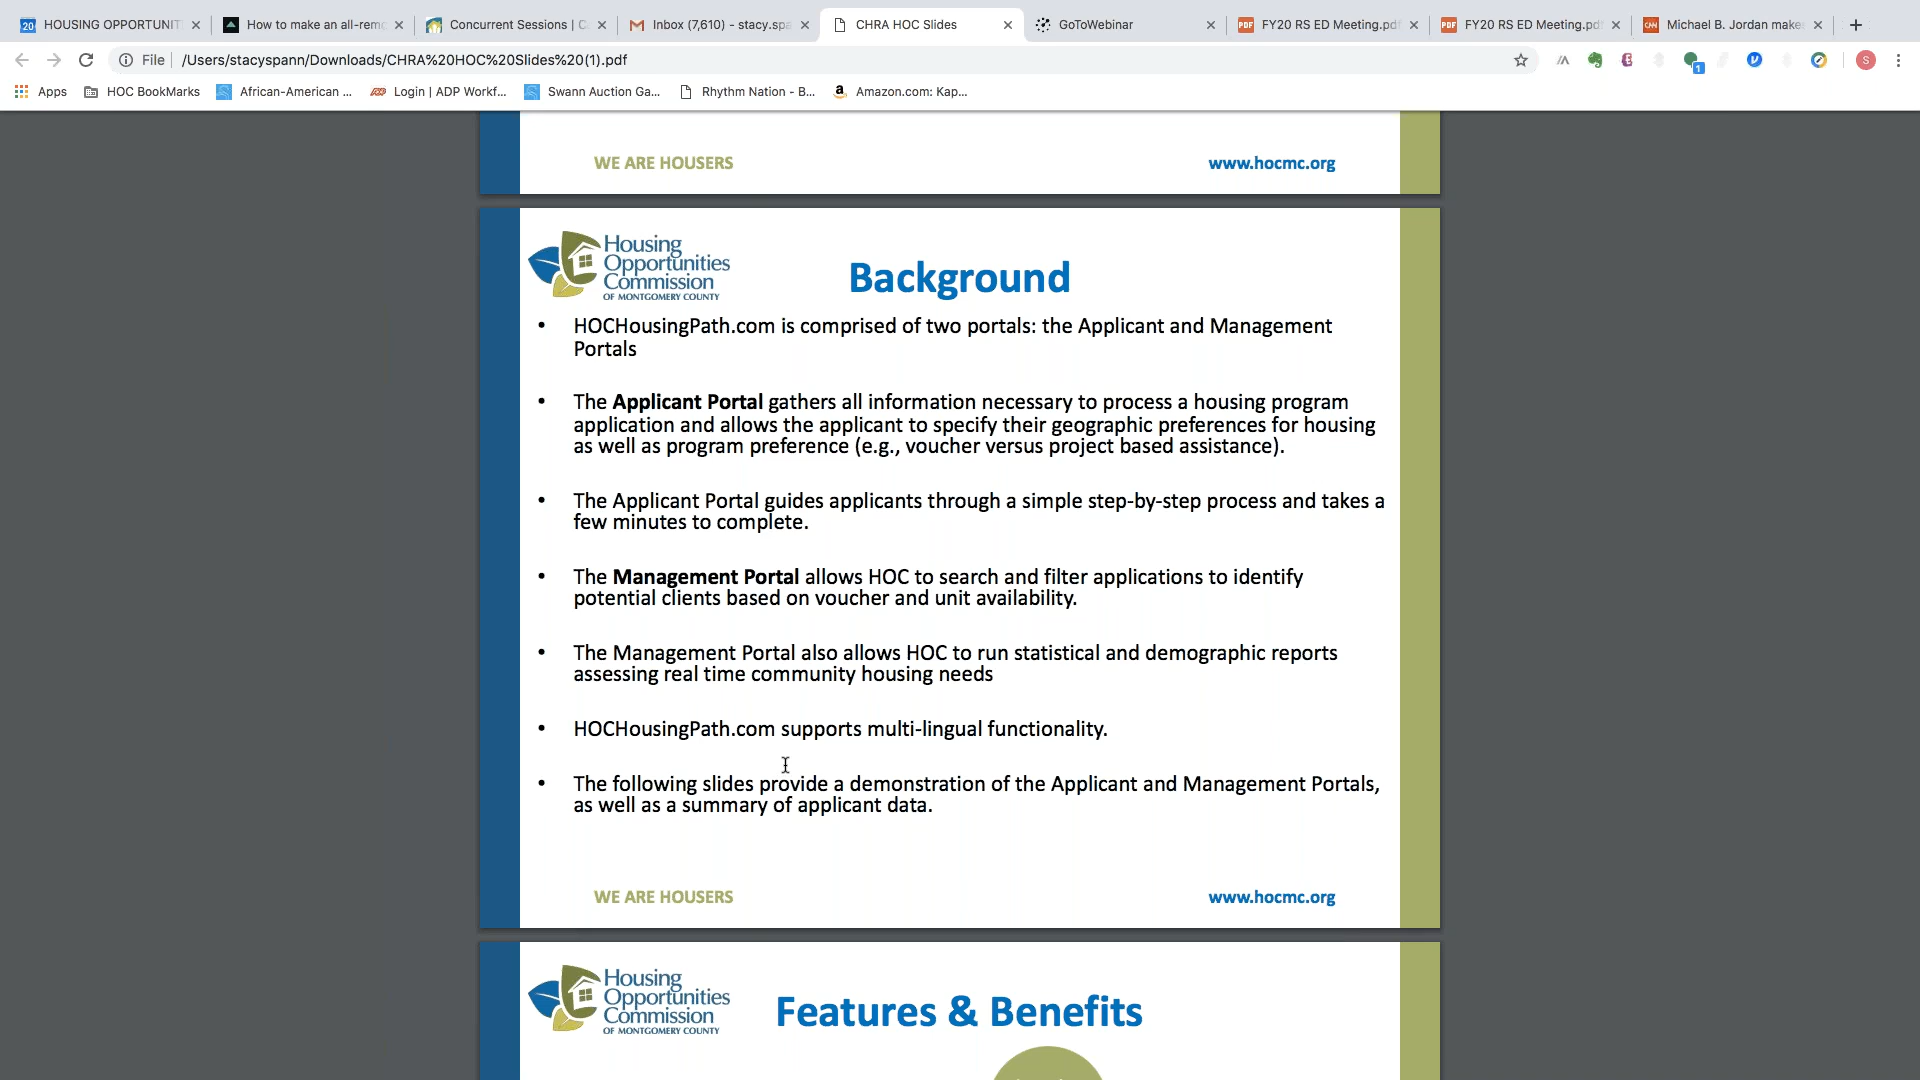 HOUSING OPPORTUNIT
How to make an all-remo
Concurrent Sessions | C
Inbox (7,610) - stacy.spa
CHRA HOC Slides
GoToWebinar
FY20 RS ED Meeting.pdf
FY20 RS ED Meeting.pdf
Michael B. Jordan make
File
/Users/stacyspann/Downloads/CHRA%20HOC%20Slides%20(1).pdf
Apps
HOC BookMarks
African-American ...
Login | ADP Workf...
Swann Auction Ga...
Rhythm Nation - B...
Amazon.com: Kap...
WE ARE HOUSERS
www.hocmc.org
Housing
Opportunities
Commission
OF MONTGOMERY COUNTY
Background
• HOCHousingPath.com is comprised of two portals: the Applicant and Management
Portals
• The Applicant Portal gathers all information necessary to process a housing program
application and allows the applicant to specify their geographic preferences for housing
as well as program preference (e.g., voucher versus project based assistance).
• The Applicant Portal guides applicants through a simple step-by-step process and takes a
few minutes to complete.
• The Management Portal allows HOC to search and filter applications to identify
potential clients based on voucher and unit availability.
• The Management Portal also allows HOC to run statistical and demographic reports
assessing real time community housing needs
• HOCHousingPath.com supports multi-lingual functionality.
• The following slides provide a demonstration of the Applicant and Management Portals,
as well as a summary of applicant data.
WE ARE HOUSERS
www.hocmc.org
Housing
Opportunities
Commission
OF MONTGOMERY COUNTY
Features & Benefits